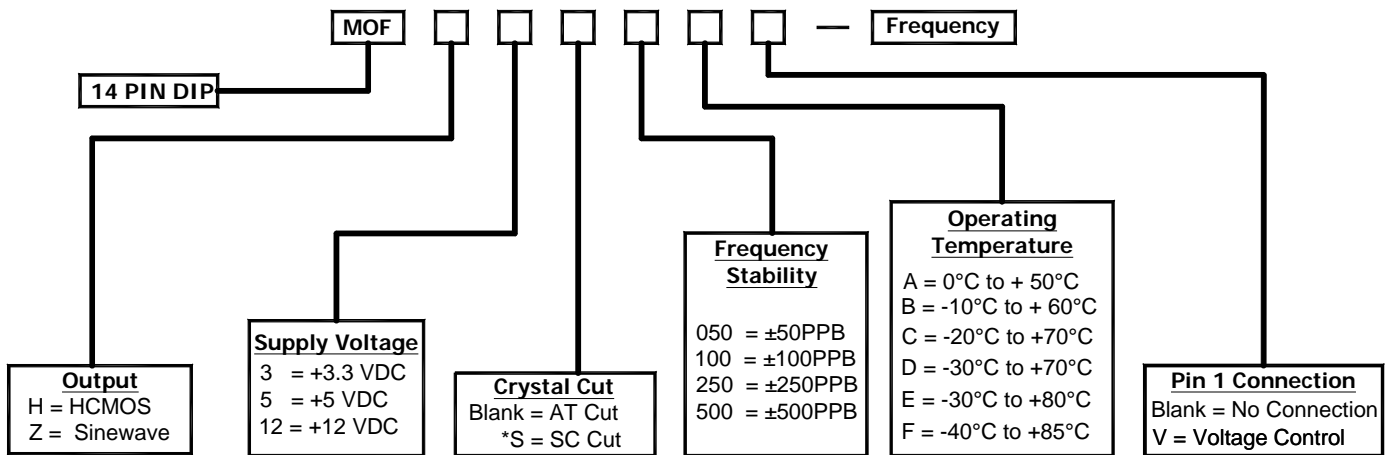 MOF — Frequency
14 PIN DIP
Output
H = HCMOS
Z = Sinewave
Supply Voltage
3 = +3.3 VDC
5 = +5 VDC
12 = +12 VDC
Crystal Cut
Blank = AT Cut
*S = SC Cut
Frequency
Stability
050 = ±50PPB
100 = ±100PPB
250 = ±250PPB
500 = ±500PPB
Operating
Temperature
A = 0°C to + 50°C
B = -10°C to + 60°C
C = -20°C to +70°C
D = -30°C to +70°C
E = -30°C to +80°C
F = -40°C to +85°C
Pin 1 Connection
Blank = No Connection
V = Voltage Control